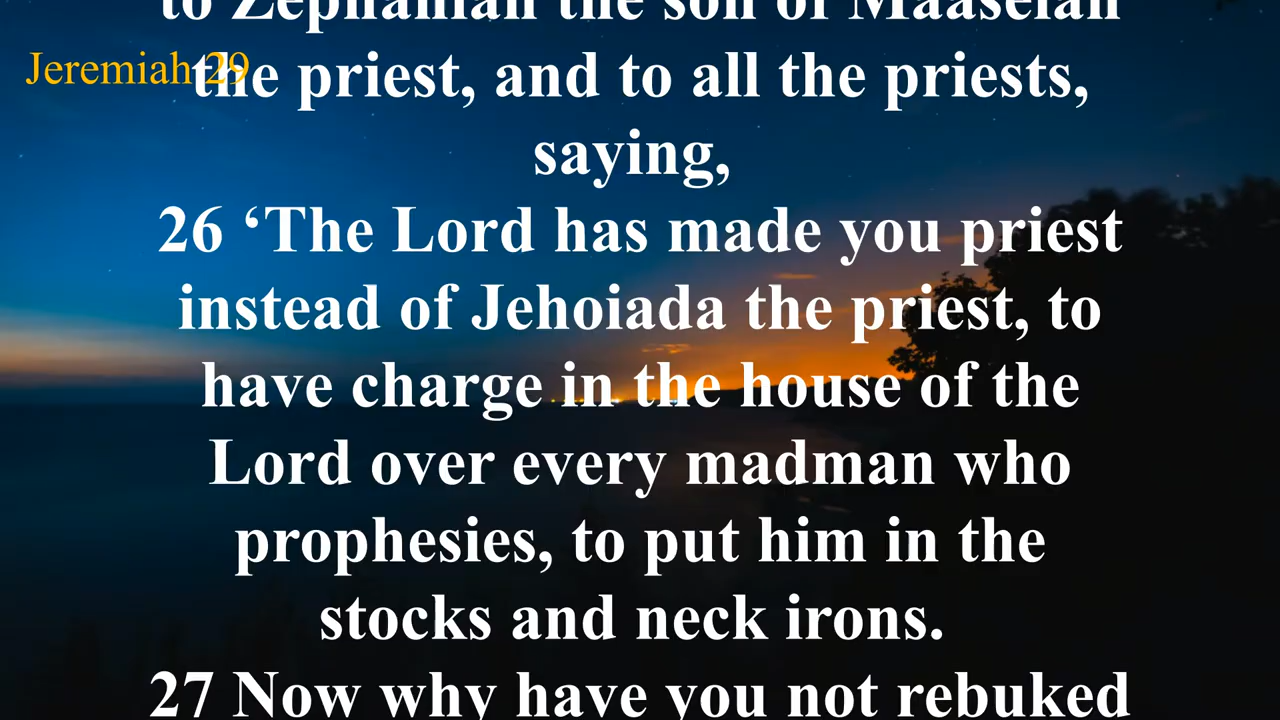 to Zephaniah the son of Maaseiah
Jeremiah 29
the priest, and to all the priests,
saying,
26 ‘The Lord has made you priest
instead of Jehoiada the priest, to
have charge in the house of the
Lord over every madman who
prophesies, to put him in the
stocks and neck irons.
27 Now why have you not rebuked